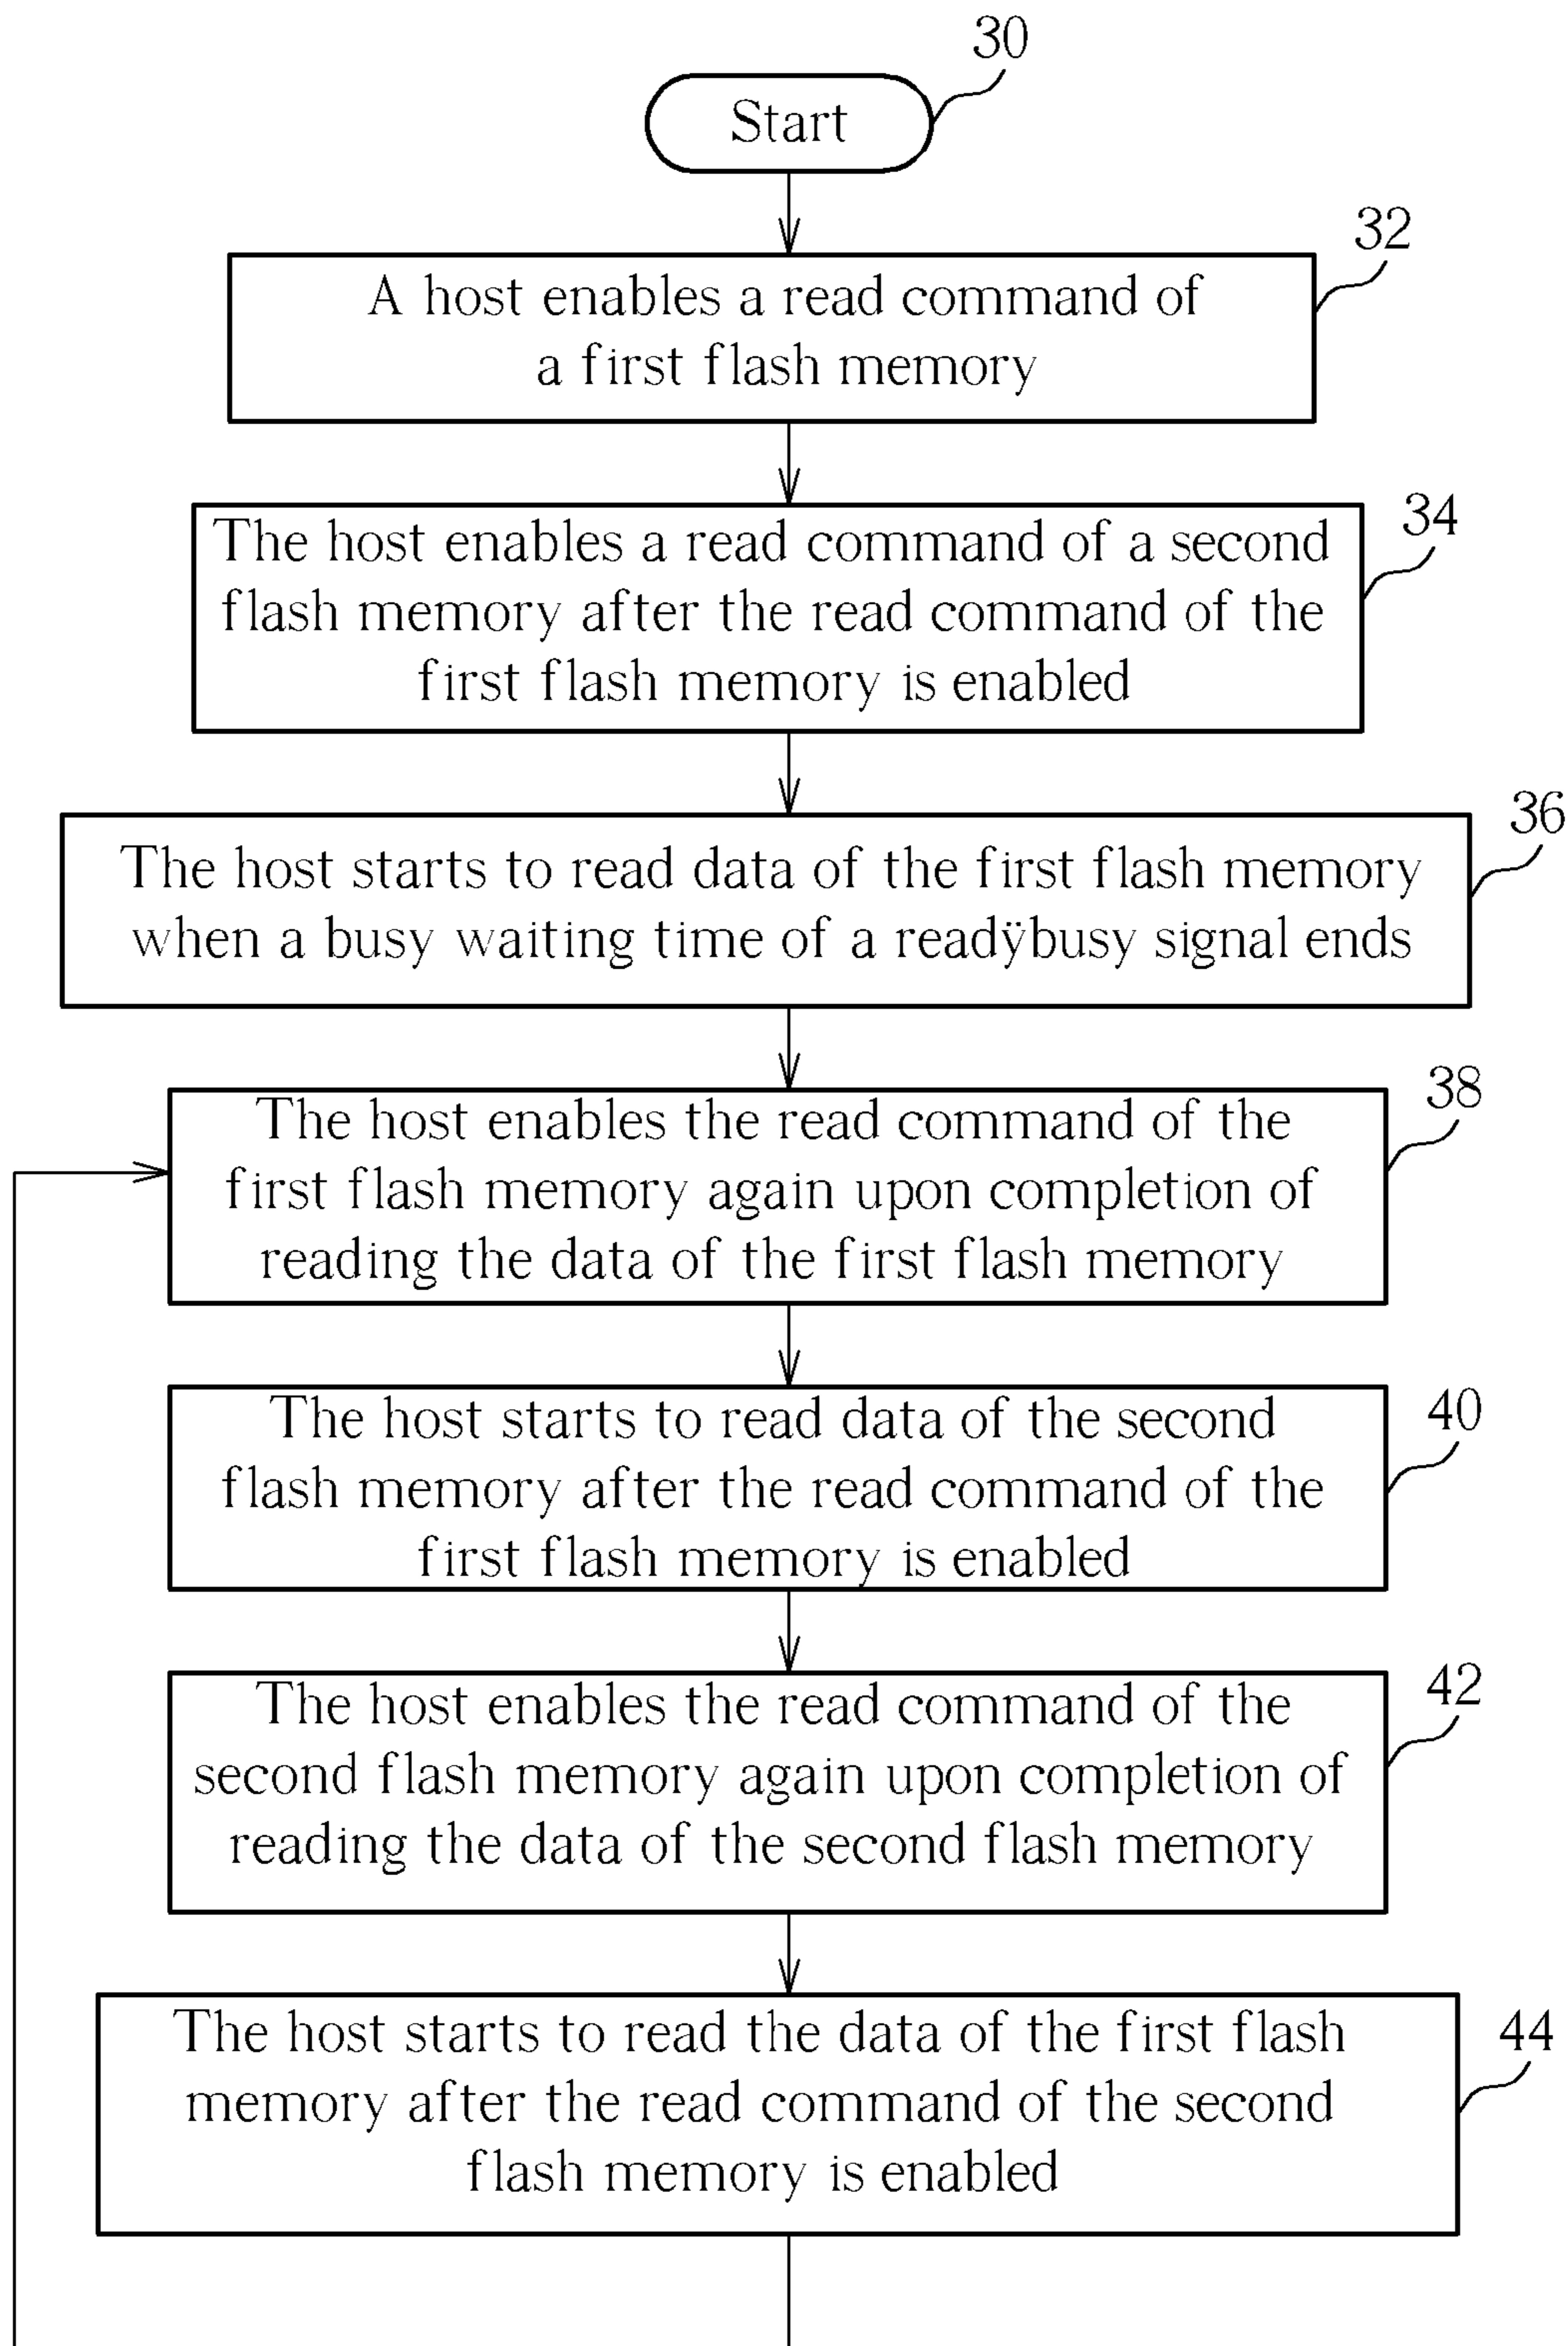 30
Start
32
A host enables a read command of
a first flash memory
34
The host enables a read command of a second
flash memory after the read command of the
first flash memory is enabled
36
The host starts to read data of the first flash memory
when a busy waiting time of a readÿbusy signal ends
38
The host enables the read command of the
first flash memory again upon completion of
reading the data of the first flash memory
40
The host starts to read data of the second
flash memory after the read command of the
first flash memory is enabled
42
The host enables the read command of the
second flash memory again upon completion of
reading the data of the second flash memory
44
The host starts to read the data of the first flash
memory after the read command of the second
flash memory is enabled